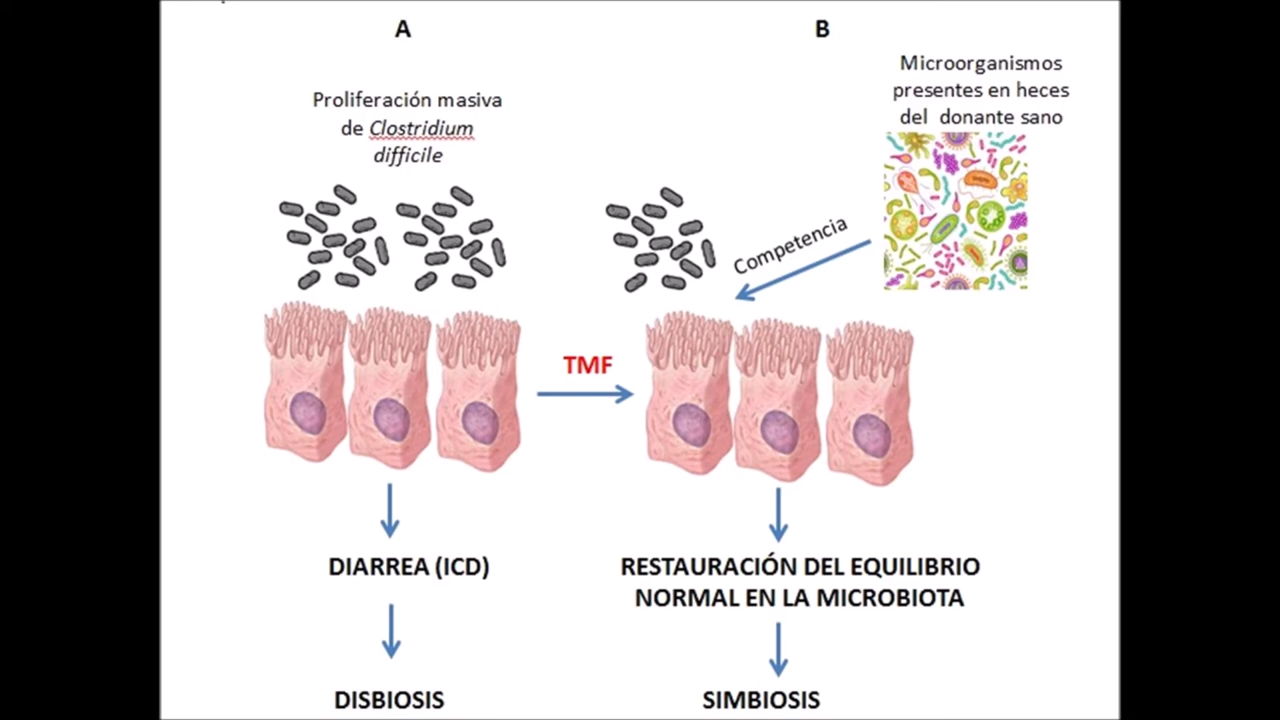 A
B
Proliferación masiva
de Clostridium
difficile
Microorganismos
presentes en heces
del donante sano
Competencia
TMF
DIARREA (ICD)
RESTAURACIÓN DEL EQUILIBRIO
NORMAL EN LA MICROBIOTA
DISBIOSIS
SIMBIOSIS